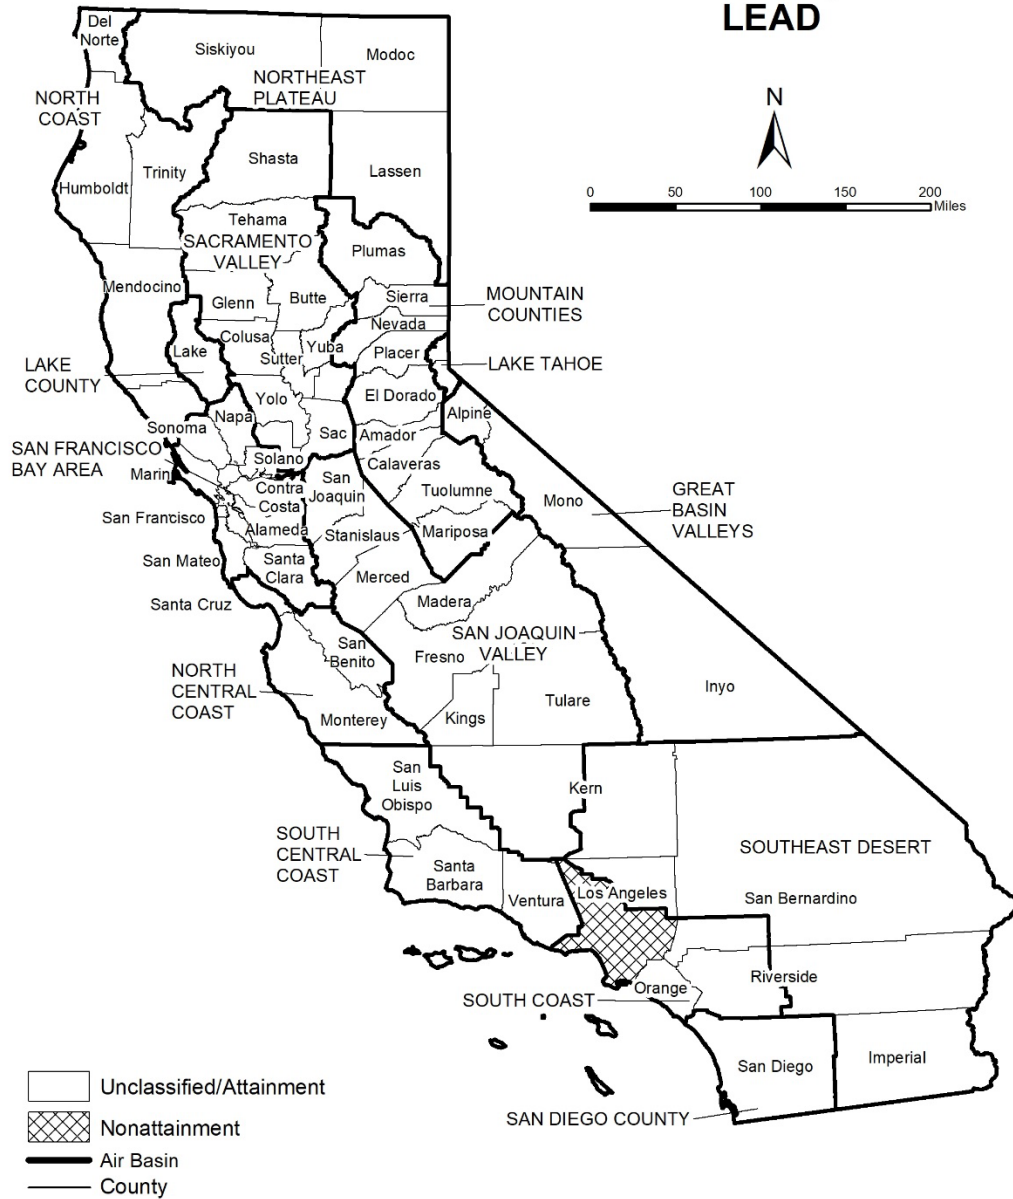 LEAD
N
0 50 100 150 200
Miles
Del
Norte
Siskiyou
Modoc
NORTHEAST
PLATEAU
NORTH
COAST
Shasta
Trinity
Lassen
Humboldt
Tehama
SACRAMENTO
VALLEY
Plumas
Mendocino
Glenn
Butte
Sierra
MOUNTAIN
COUNTIES
Nevada
Colusa
Sutter
Yuba
Lake
Placer
LAKE
COUNTY
LAKE TAHOE
El Dorado
Yolo
Napa
Alpine
Sonoma
Sac
Amador
SAN FRANCISCO
BAY AREA
Solano
Calaveras
Marin
San
Joaquin
Contra
Costa
Tuolumne
Mono
GREAT
BASIN
VALLEYS
San Francisco
Alameda
Stanislaus
Mariposa
San Mateo
Santa
Clara
Merced
Santa Cruz
Madera
SAN JOAQUIN
VALLEY
San
Benito
Fresno
NORTH
CENTRAL
COAST
Inyo
Tulare
Monterey
Kings
San
Luis
Obispo
Kern
SOUTH
CENTRAL
COAST
SOUTHEAST DESERT
Santa
Barbara
Ventura
Los Angeles
San Bernardino
Riverside
Orange
SOUTH COAST
San Diego
Imperial
SAN DIEGO COUNTY
Unclassified/Attainment
Nonattainment
Air Basin
County